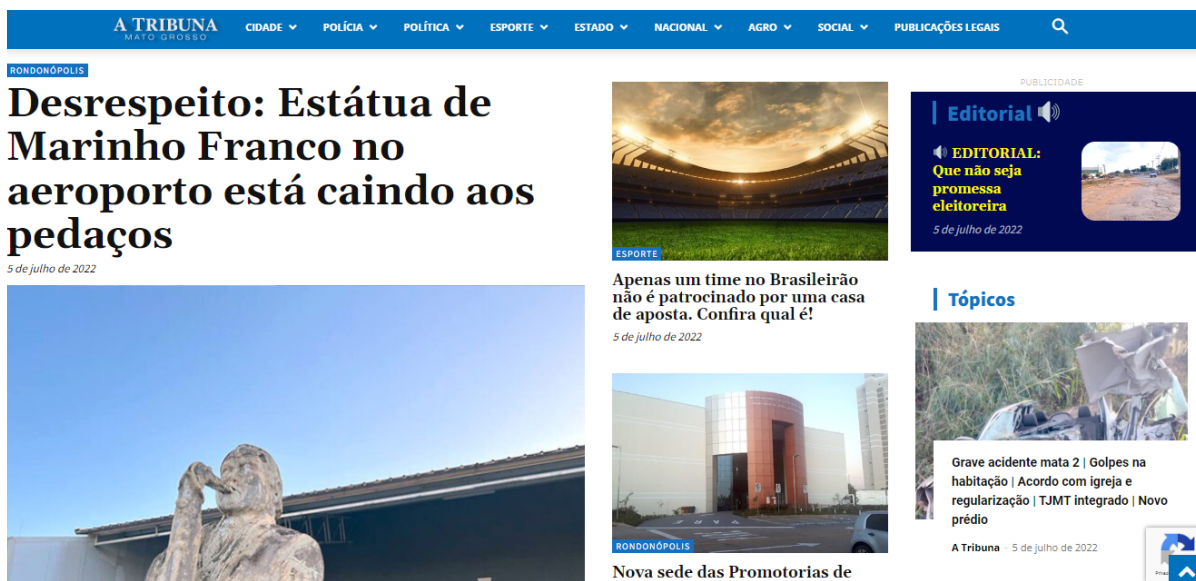 A TRIBUNA
MATO GROSSO
CIDADE
POLÍCIA
POLÍTICA
ESPORTE
ESTADO
NACIONAL
AGRO
SOCIAL
PUBLICAÇÕES LEGAIS
RONDONÓPOLIS
Desrespeito: Estátua de
Marinho Franco no
aeroporto está caindo aos
pedaços
5 de julho de 2022
ESPORTE
Apenas um time no Brasileirão
não é patrocinado por uma casa
de aposta. Confira qual é!
5 de julho de 2022
RONDONÓPOLIS
Nova sede das Promotorias de
PUBLICIDADE
Editorial
EDITORIAL:
Que não seja
promessa
eleitoreira
5 de julho de 2022
Tópicos
Grave acidente mata 2 | Golpes na
habitação | Acordo com igreja e
regularização | TJMT integrado | Novo
prédio
A Tribuna - 5 de julho de 2022